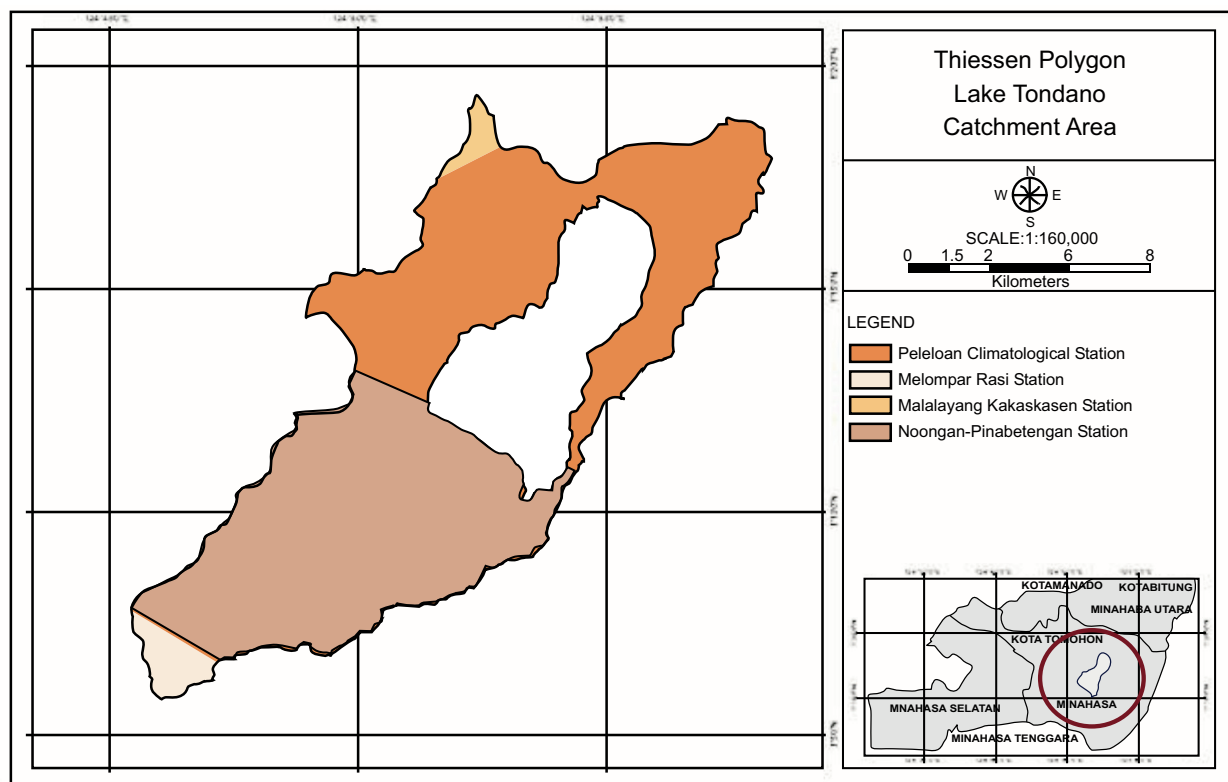 Thiessen Polygon
Lake Tondano
Catchment Area
N
W E
S
SCALE:1:160,000
0 1.5 2 6 8
Kilometers
LEGEND
Peleloan Climatological Station
Melompar Rasi Station
Malalayang Kakaskasen Station
Noongan-Pinabetengan Station
KOTAMANADO KOTABITUNG
MINAHABA UTARA
KOTA TOMOHON
MNAHASA SELATAN MINAHASA
MINAHASA TENGGARA